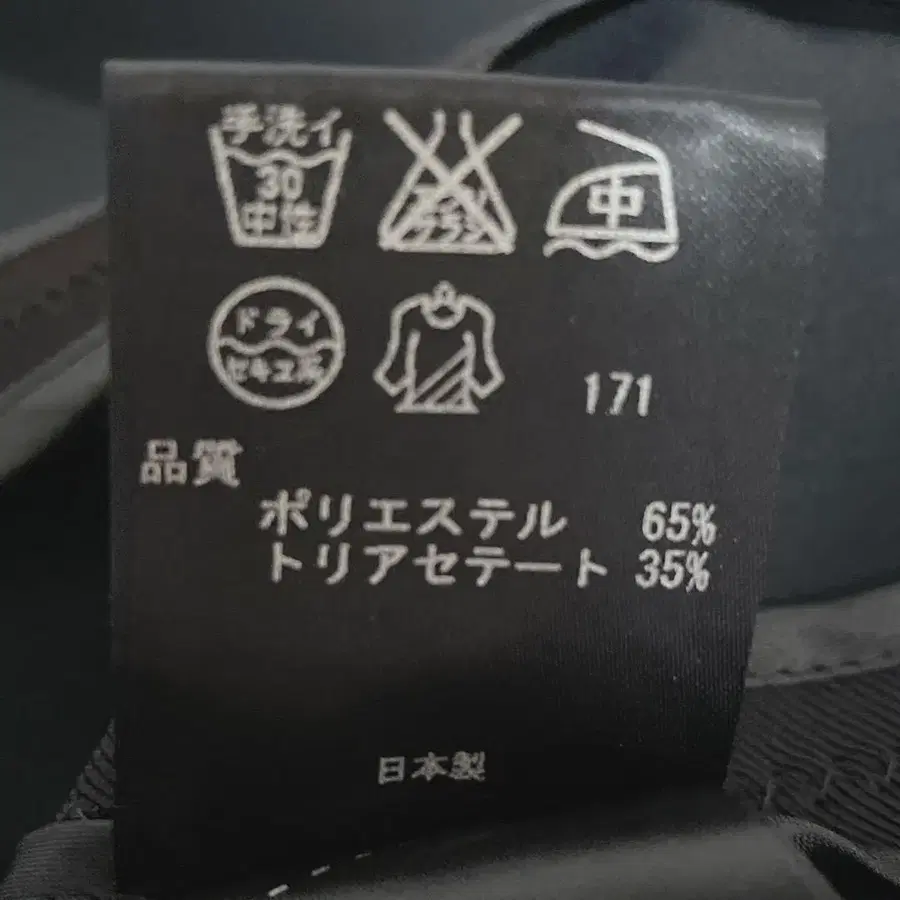 手洗イ
30
中性
中
ドライ
セキユ系
171
品質
ポリエステル 65%
トリアセテート 35%
日本製